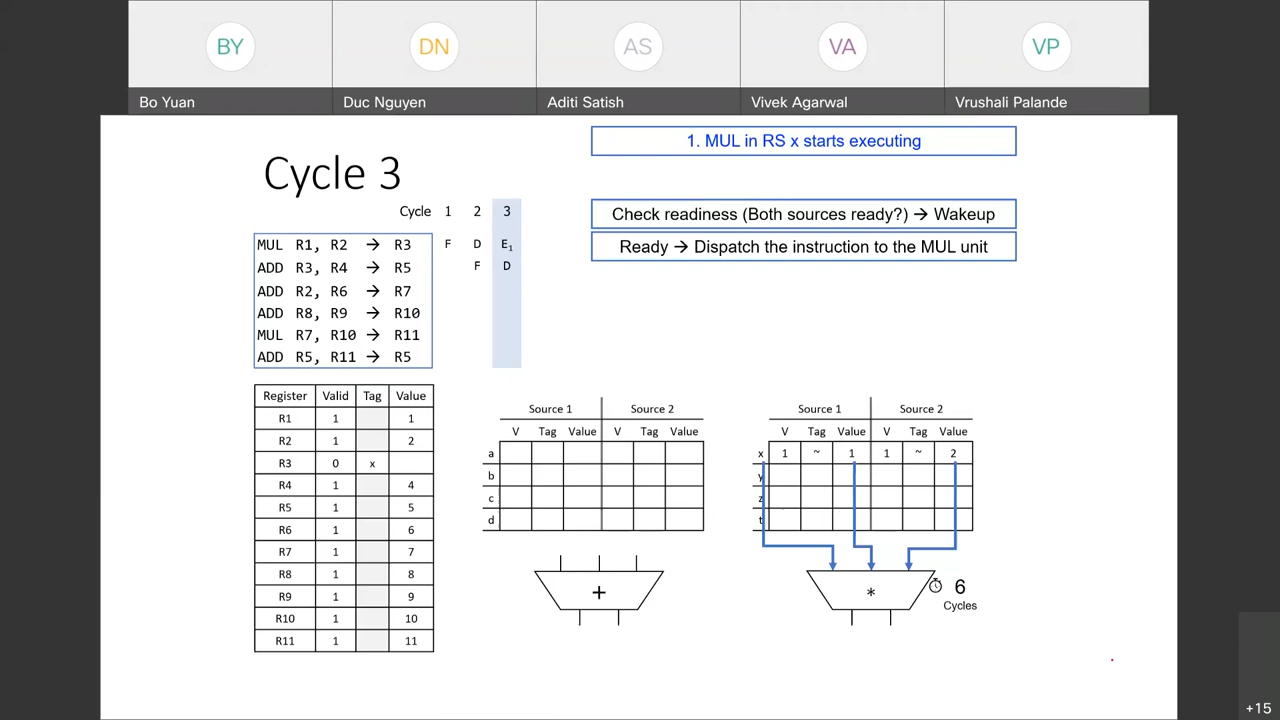 BY DN AS VA VP
Bo Yuan Duc Nguyen Aditi Satish Vivek Agarwal Vrushali Palande
1. MUL in RS x starts executing
Cycle 3
Check readiness (Both sources ready?) → Wakeup
Ready → Dispatch the instruction to the MUL unit
Cycle 1 2 3
MUL R1, R2 → R3 F D E1
ADD R3, R4 → R5 F D
ADD R2, R6 → R7
ADD R8, R9 → R10
MUL R7, R10 → R11
ADD R5, R11 → R5
Register Valid Tag Value
R1 1 1
R2 1 2
R3 0 x
R4 1 4
R5 1 5
R6 1 6
R7 1 7
R8 1 8
R9 1 9
R10 1 10
R11 1 11
Source 1 Source 2
V Tag Value V Tag Value
a
b
c
d
+
Source 1 Source 2
V Tag Value V Tag Value
x 1 ~ 1 1 ~ 2
y
z
t
*
6
Cycles
+15